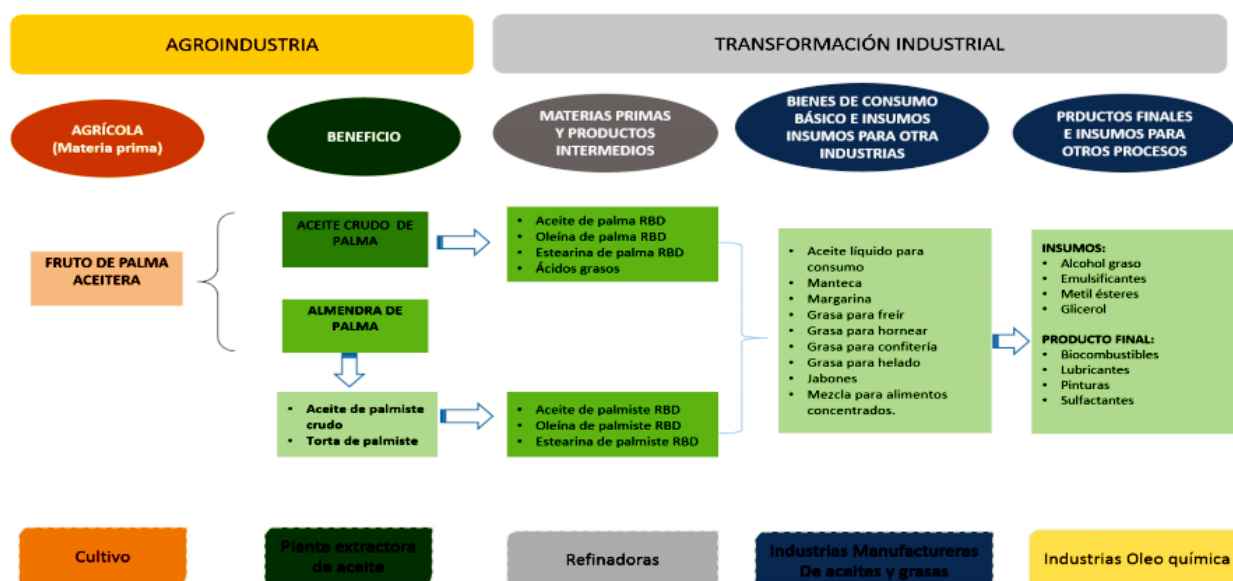 AGROINDUSTRIA
TRANSFORMACIÓN INDUSTRIAL
AGRÍCOLA
(Materia prima)
BENEFICIO
MATERIAS PRIMAS
Y PRODUCTOS
INTERMEDIOS
BIENES DE CONSUMO
BÁSICO E INSUMOS
INSUMOS PARA OTRA
INDUSTRIAS
PRDUCTOS FINALES
E INSUMOS PARA
OTROS PROCESOS
FRUTO DE PALMA
ACEITERA
ACEITE CRUDO DE
PALMA
ALMENDRA DE
PALMA
• Aceite de palmiste
crudo
• Torta de palmiste
• Aceite de palma RBD
• Oleína de palma RBD
• Estearina de palma RBD
• Ácidos grasos
• Aceite de palmiste RBD
• Oleína de palmiste RBD
• Estearina de palmiste RBD
• Aceite líquido para
consumo
• Manteca
• Margarina
• Grasa para freír
• Grasa para hornear
• Grasa para confitería
• Grasa para helado
• Jabones
• Mezcla para alimentos
concentrados.
INSUMOS:
• Alcohol graso
• Emulsificantes
• Metil ésteres
• Glicerol
PRODUCTO FINAL:
• Biocombustibles
• Lubricantes
• Pinturas
• Sulfactantes
Cultivo
Planta extractora
de aceite
Refinadoras
Industrias Manufactureras
De aceites y grasas
Industrias Oleo química